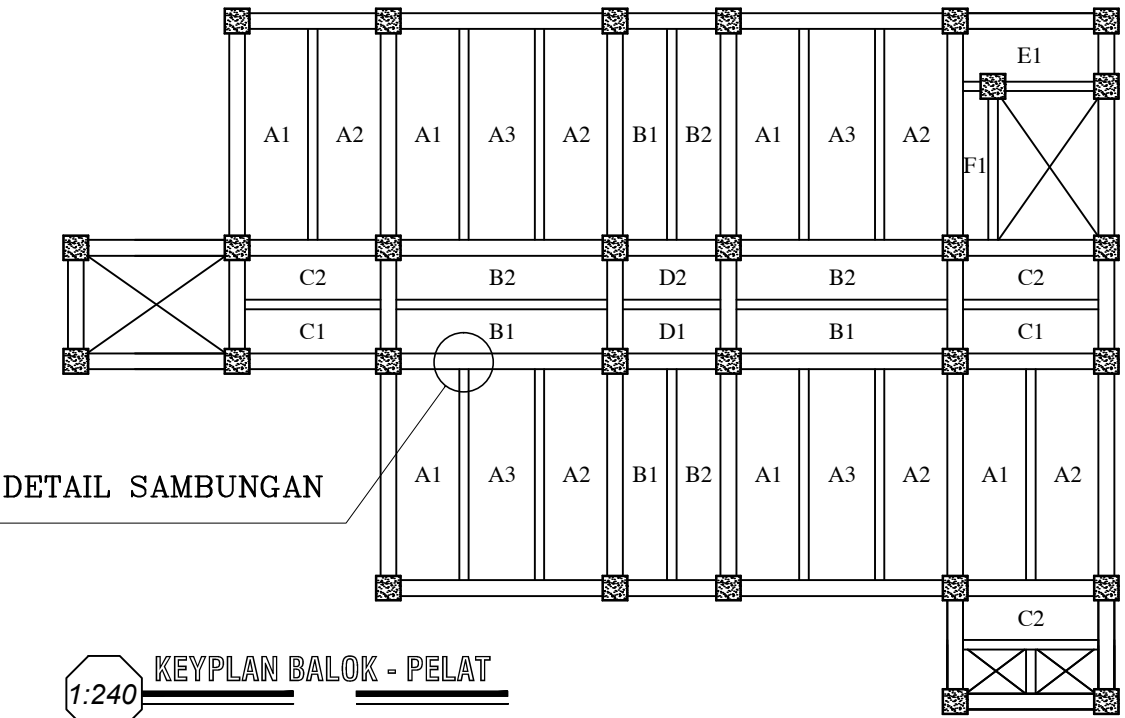 E1
A1 A2 A1 A3 A2 B1 B2 A1 A3 A2
F1
C2 B2 D2 B2 C2
C1 B1 D1 B1 C1
A1 A3 A2 B1 B2 A1 A3 A2 A1 A2
DETAIL SAMBUNGAN
C2
KEYPLAN BALOK - PELAT
1:240